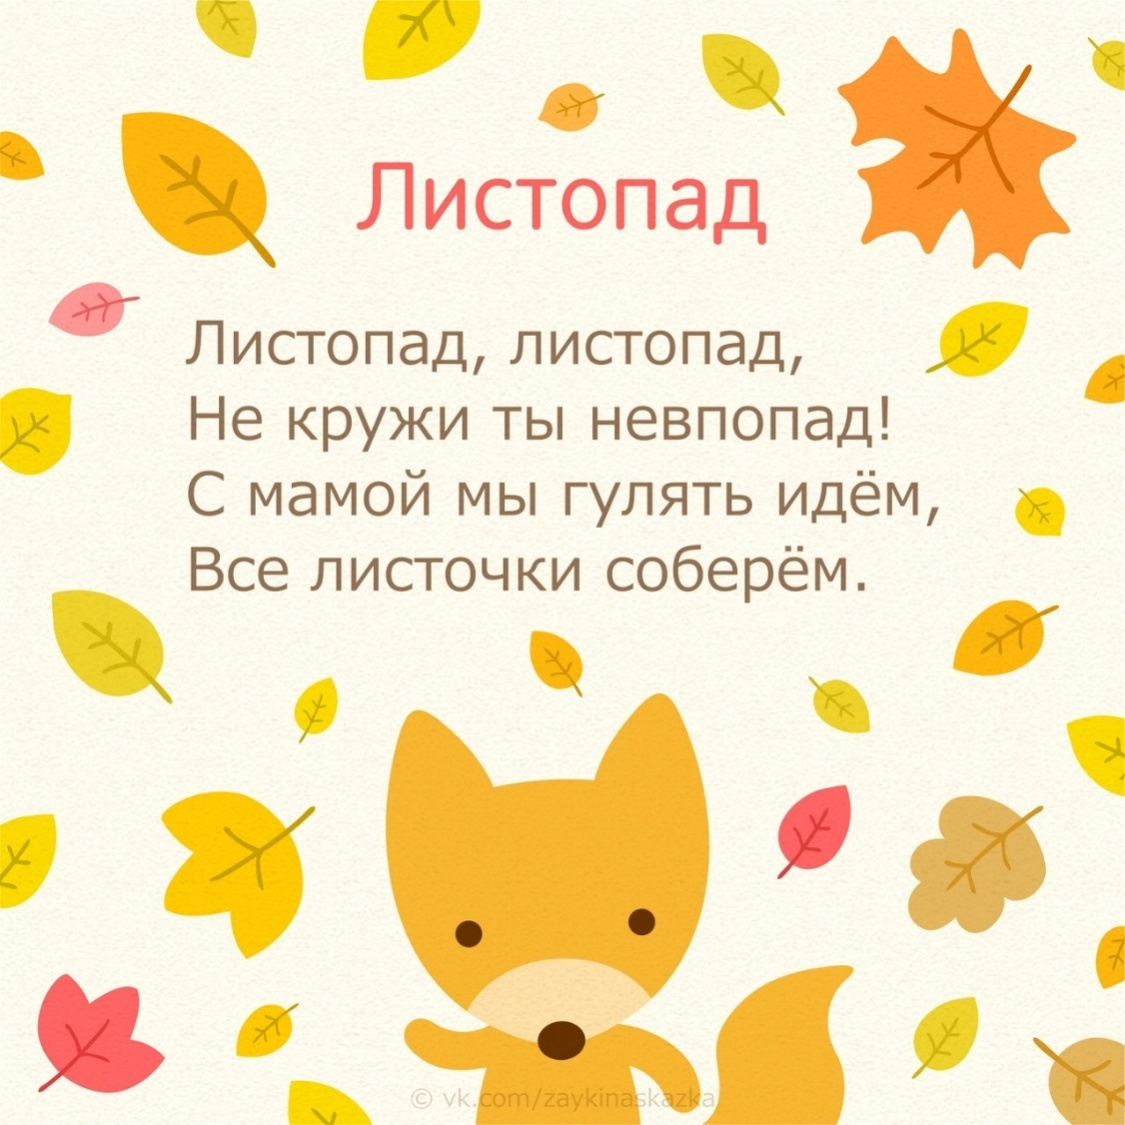 Листопад
Листопад, листопад,
Не кружи ты невпопад!
С мамой мы гулять идём,
Все листочки соберём.
© vk.com/zaykinaskazka